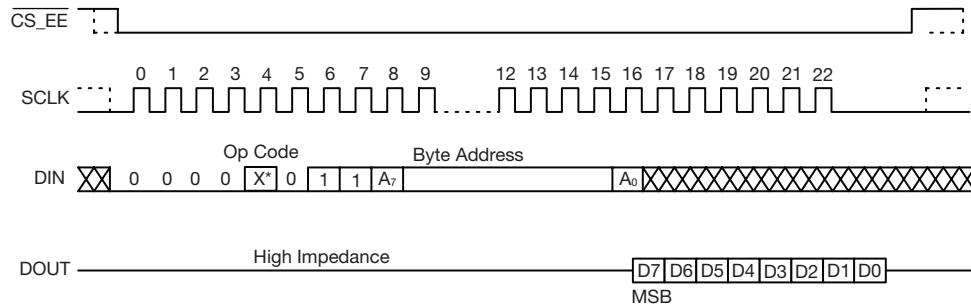 CS_EE
0 1 2 3 4 5 6 7 8 9 12 13 14 15 16 17 18 19 20 21 22
SCLK
Op Code Byte Address
DIN 0 0 0 0 X* 0 1 1 A₇ A₀
High Impedance
DOUT D7 D6 D5 D4 D3 D2 D1 D0
MSB